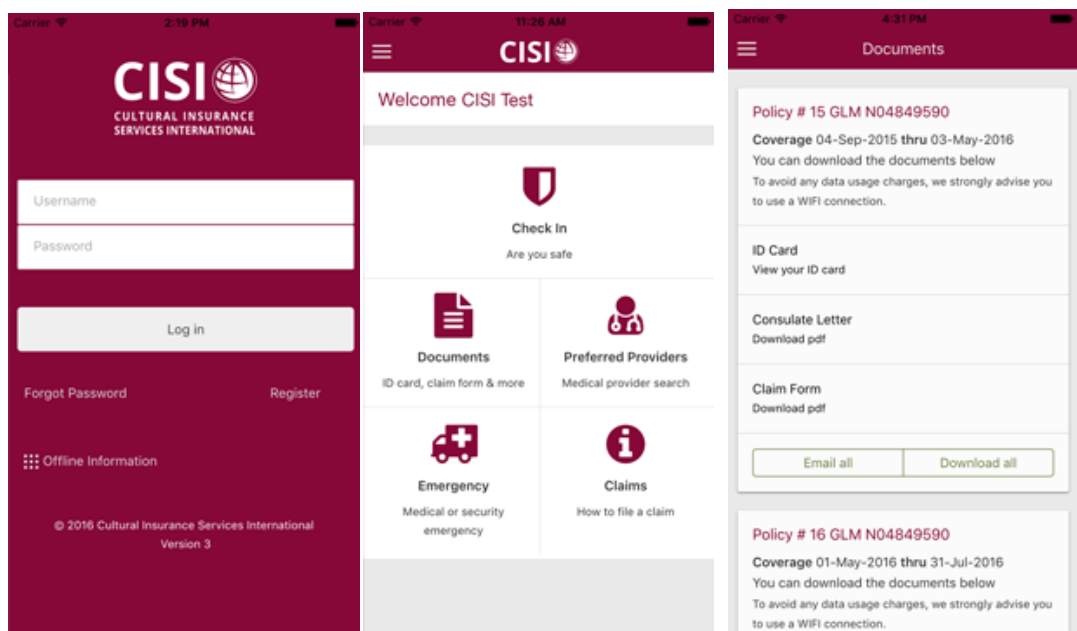 Carrier 2:19 PM
CISI
CULTURAL INSURANCE
SERVICES INTERNATIONAL
Username
Password
Log in
Forgot Password Register
Offline Information
© 2016 Cultural Insurance Services International
Version 3
Carrier 11:26 AM
CISI
Welcome CISI Test
Check In
Are you safe
Documents
ID card, claim form & more
Preferred Providers
Medical provider search
Emergency
Medical or security
emergency
Claims
How to file a claim
Carrier 4:31 PM
Documents
Policy # 15 GLM N04849590
Coverage 04-Sep-2015 thru 03-May-2016
You can download the documents below
To avoid any data usage charges, we strongly advise you
to use a WIFI connection.
ID Card
View your ID card
Consulate Letter
Download pdf
Claim Form
Download pdf
Email all Download all
Policy # 16 GLM N04849590
Coverage 01-May-2016 thru 31-Jul-2016
You can download the documents below
To avoid any data usage charges, we strongly advise you
to use a WIFI connection.